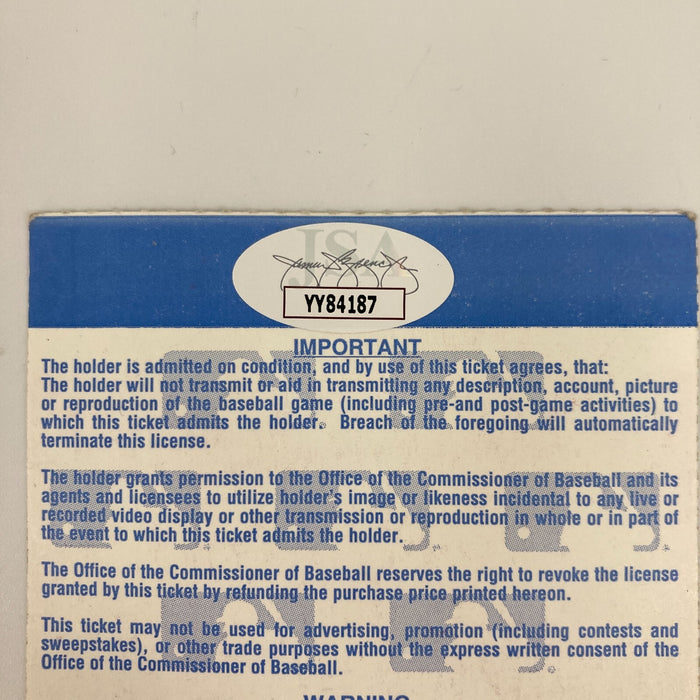 JSA
James Spence
YY84187
IMPORTANT
The holder is admitted on condition, and by use of this ticket agrees, that:
The holder will not transmit or aid in transmitting any description, account, picture
or reproduction of the baseball game (including pre-and post-game activities) to
which this ticket admits the holder. Breach of the foregoing will automatically
terminate this license.
The holder grants permission to the Office of the Commissioner of Baseball and its
agents and licensees to utilize holder's image or likeness incidental to any live or
recorded video display or other transmission or reproduction in whole or in part of
the event to which this ticket admits the holder.
The Office of the Commissioner of Baseball reserves the right to revoke the license
granted by this ticket by refunding the purchase price printed hereon.
This ticket may not be used for advertising, promotion (including contests and
sweepstakes), or other trade purposes without the express written consent of the
Office of the Commissioner of Baseball.
WARNING